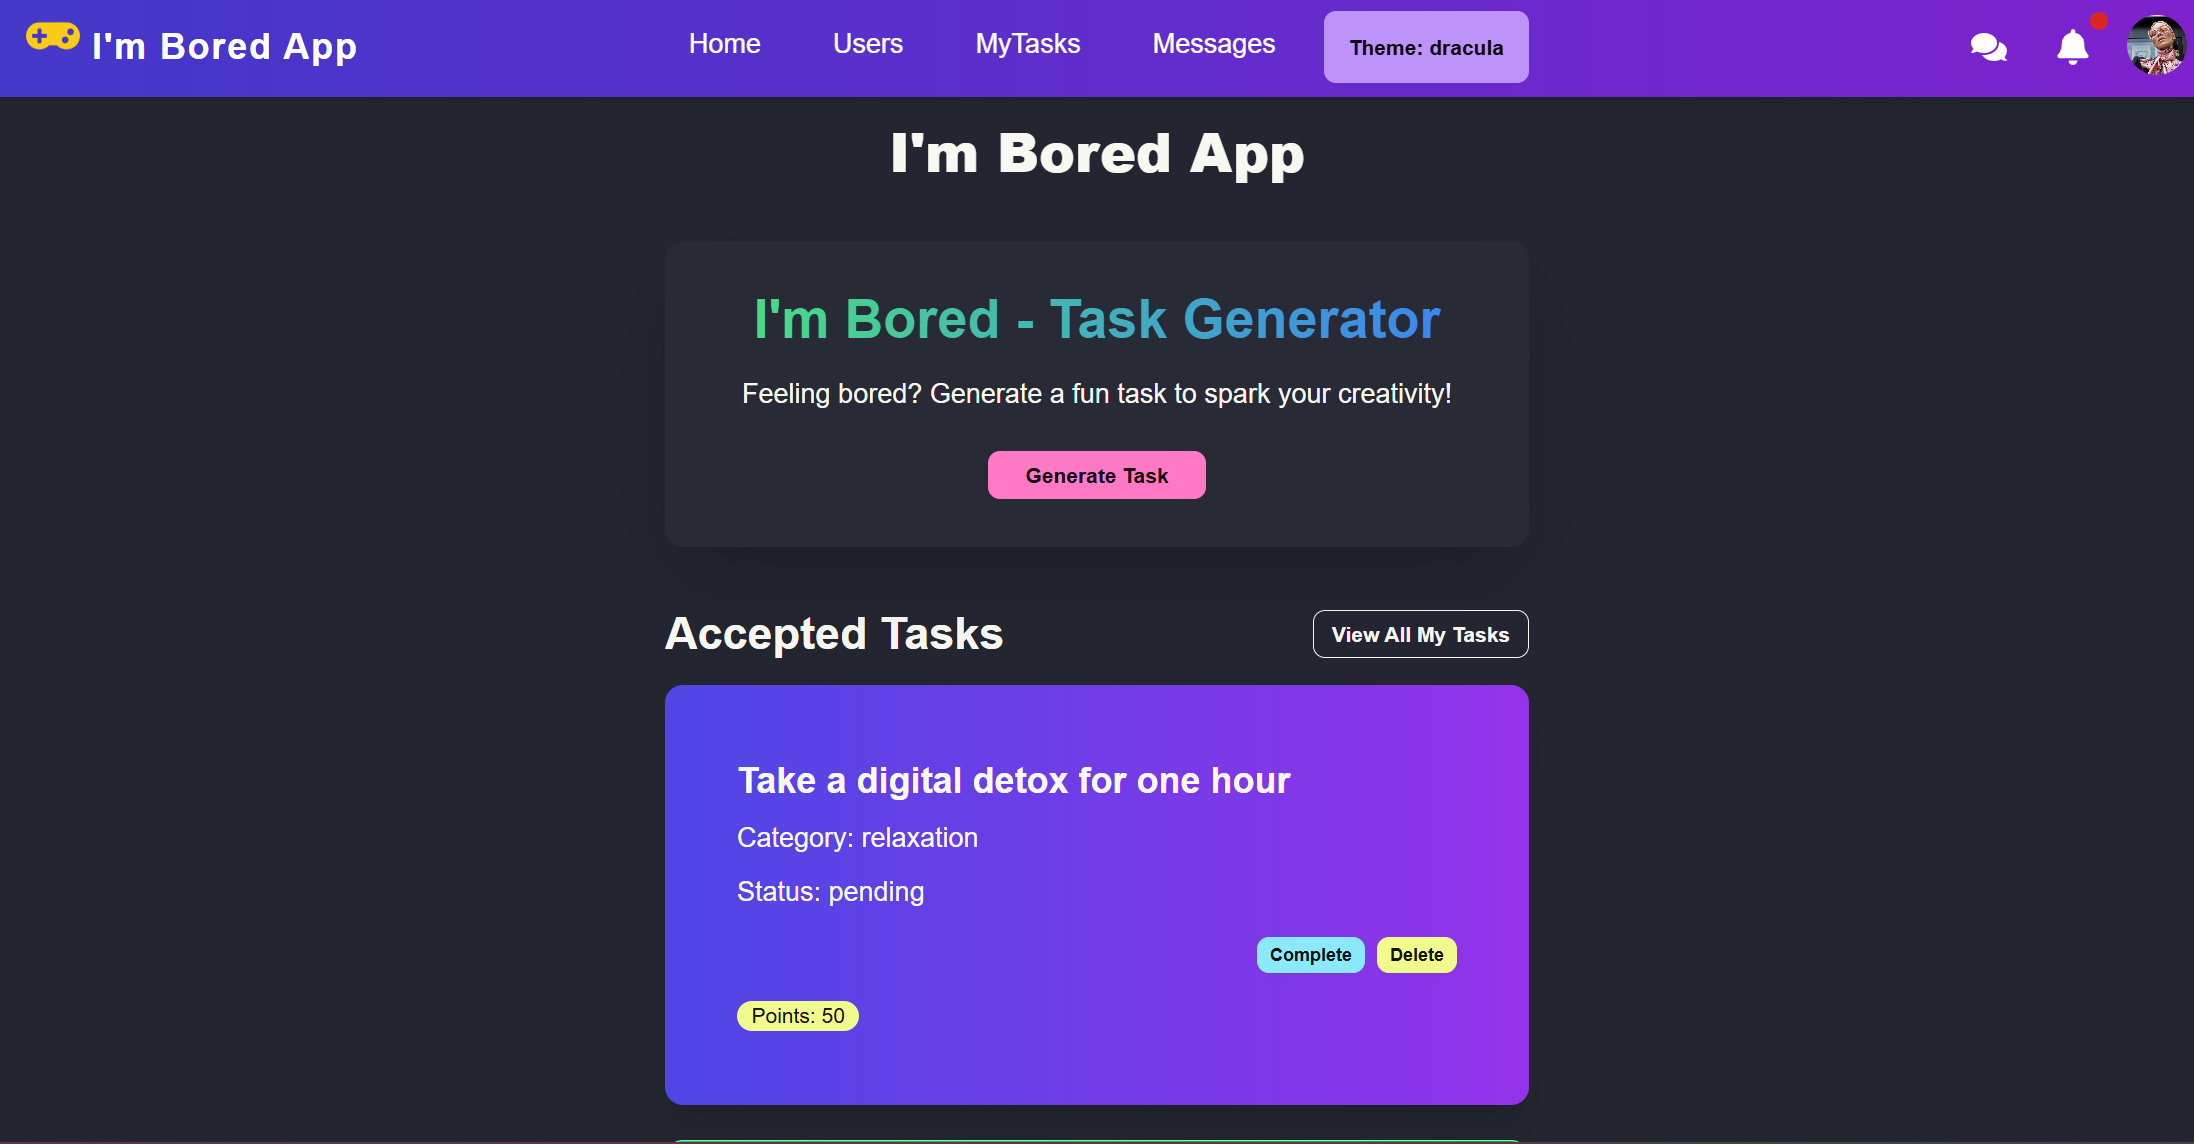 I'm Bored App
Home
Users
MyTasks
Messages
Theme: dracula
I'm Bored App
I'm Bored - Task Generator
Feeling bored? Generate a fun task to spark your creativity!
Generate Task
Accepted Tasks
View All My Tasks
Take a digital detox for one hour
Category: relaxation
Status: pending
Complete
Delete
Points: 50